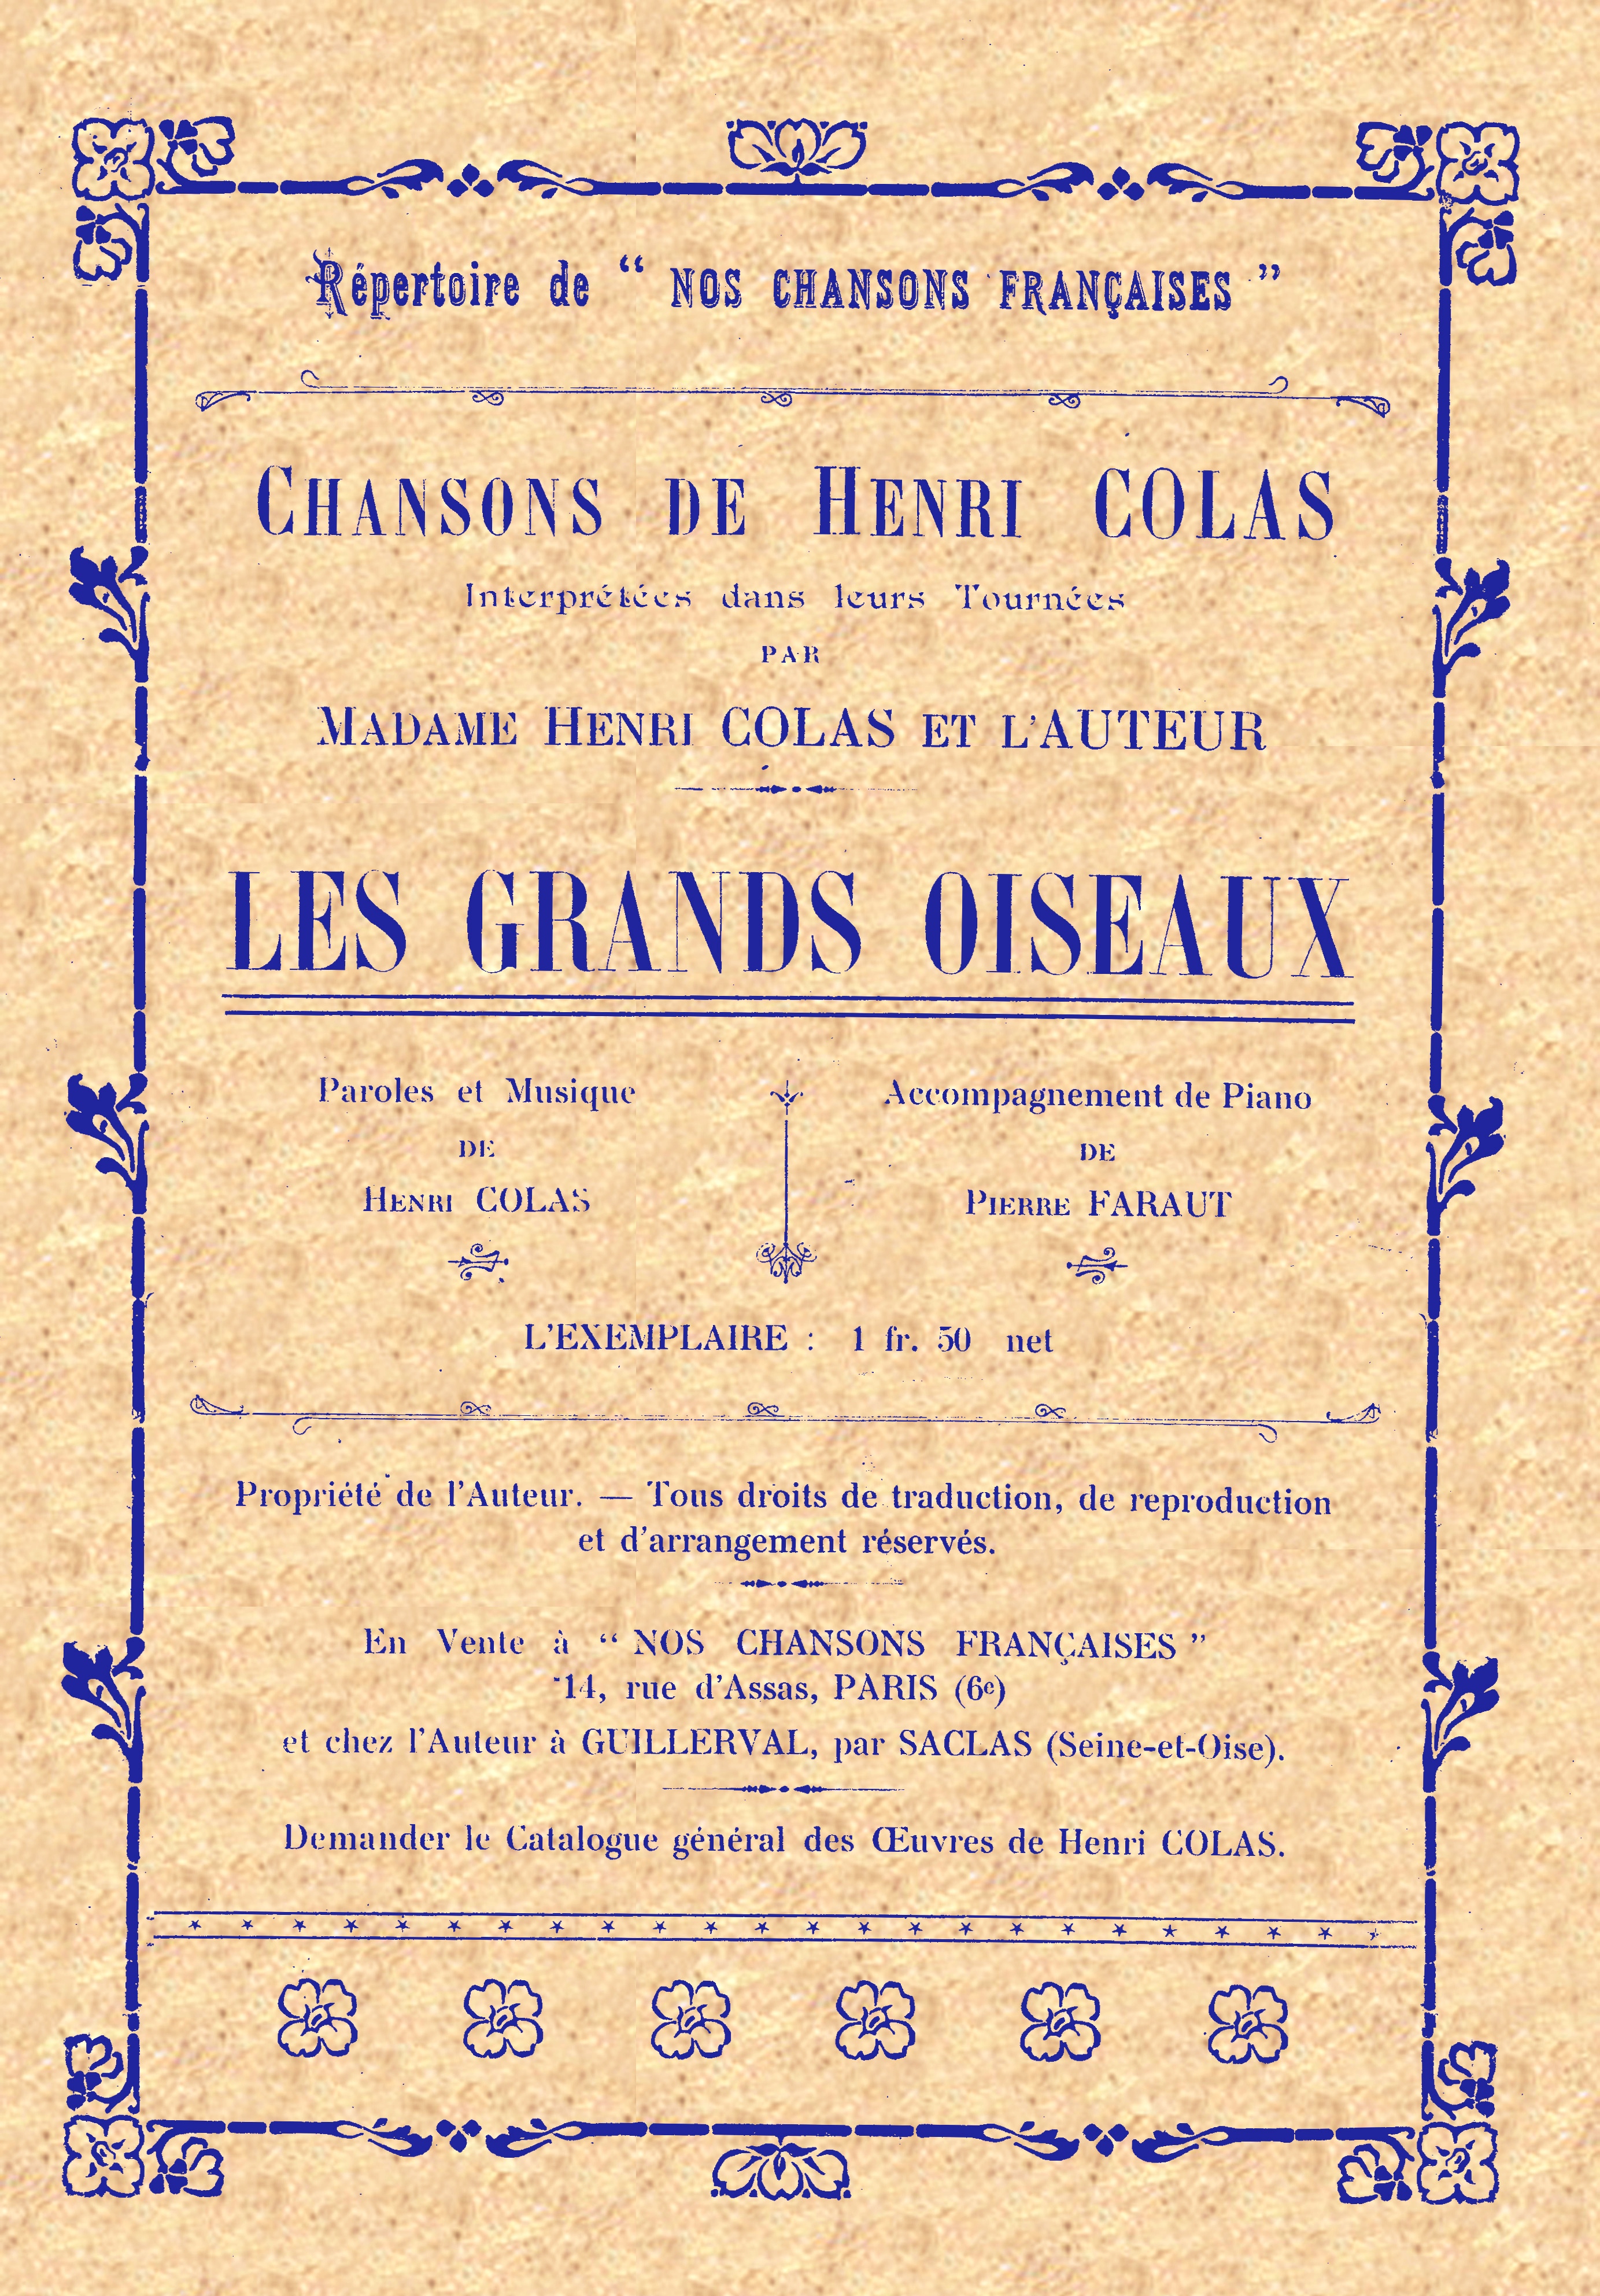 Répertoire de “ NOS CHANSONS FRANÇAISES ”
CHANSONS DE HENRI COLAS
Interprétées dans leurs Tournées
PAR
MADAME HENRI COLAS ET L’AUTEUR
LES GRANDS OISEAUX
Paroles et Musique
DE
HENRI COLAS
Accompagnement de Piano
DE
PIERRE FARAUT
L’EXEMPLAIRE : 1 fr. 50 net
Propriété de l’Auteur. — Tous droits de traduction, de reproduction
et d’arrangement réservés.
En Vente à “ NOS CHANSONS FRANÇAISES ”
14, rue d’Assas, PARIS (6e)
et chez l’Auteur à GUILLERVAL, par SACLAS (Seine-et-Oise).
Demander le Catalogue général des Œuvres de Henri COLAS.